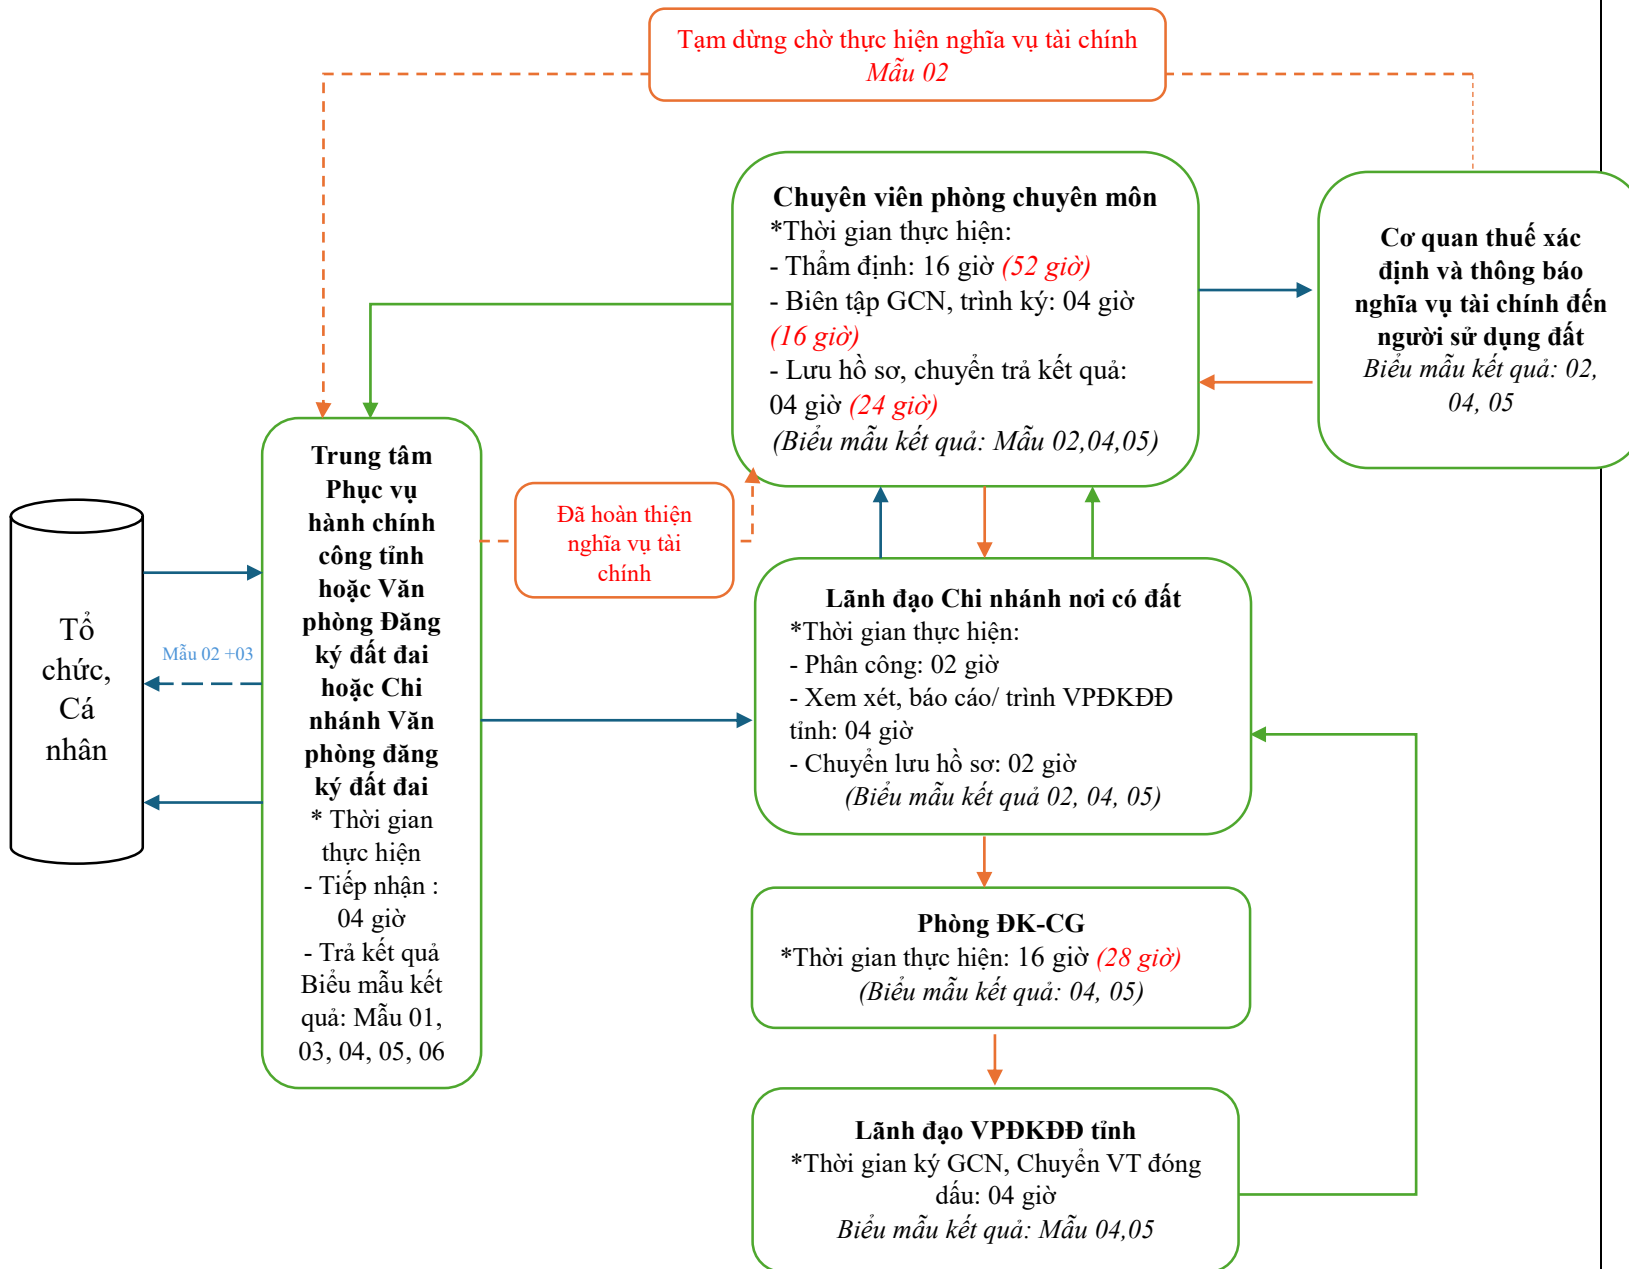 Tạm dừng chờ thực hiện nghĩa vụ tài chính
Mẫu 02
Chuyên viên phòng chuyên môn
*Thời gian thực hiện:
- Thẩm định: 16 giờ (52 giờ)
- Biên tập GCN, trình ký: 04 giờ
(16 giờ)
- Lưu hồ sơ, chuyển trả kết quả:
04 giờ (24 giờ)
(Biểu mẫu kết quả: Mẫu 02,04,05)
Cơ quan thuế xác
định và thông báo
nghĩa vụ tài chính đến
người sử dụng đất
Biểu mẫu kết quả: 02,
04, 05
Tổ
chức,
Cá
nhân
Mẫu 02 +03
Trung tâm
Phục vụ
hành chính
công tỉnh
hoặc Văn
phòng Đăng
ký đất đai
hoặc Chi
nhánh Văn
phòng đăng
ký đất đai
* Thời gian
thực hiện
- Tiếp nhận :
04 giờ
- Trả kết quả
Biểu mẫu kết
quả: Mẫu 01,
03, 04, 05, 06
Đã hoàn thiện
nghĩa vụ tài
chính
Lãnh đạo Chi nhánh nơi có đất
*Thời gian thực hiện:
- Phân công: 02 giờ
- Xem xét, báo cáo/ trình VPĐKĐĐ
tỉnh: 04 giờ
- Chuyển lưu hồ sơ: 02 giờ
(Biểu mẫu kết quả 02, 04, 05)
Phòng ĐK-CG
*Thời gian thực hiện: 16 giờ (28 giờ)
(Biểu mẫu kết quả: 04, 05)
Lãnh đạo VPĐKĐĐ tỉnh
*Thời gian ký GCN, Chuyển VT đóng
dấu: 04 giờ
Biểu mẫu kết quả: Mẫu 04,05